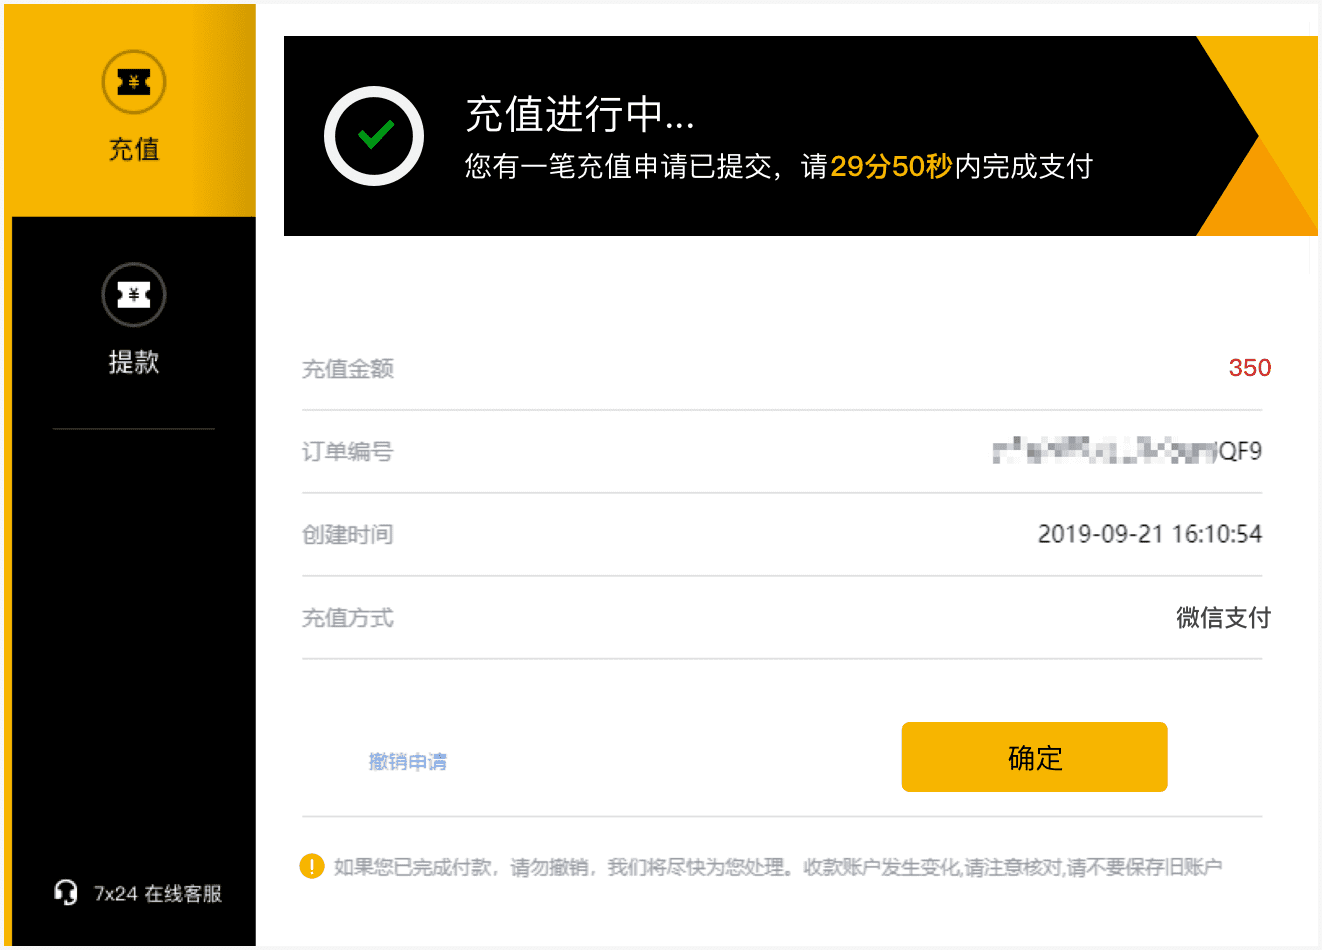 充值
提款
7x24 在线客服
充值进行中...
您有一笔充值申请已提交，请29分50秒内完成支付
充值金额 350
订单编号 QF9
创建时间 2019-09-21 16:10:54
充值方式 微信支付
撤销申请 确定
如果您已完成付款，请勿撤销，我们将尽快为您处理。收款账户发生变化,请注意核对,请不要保存旧账户